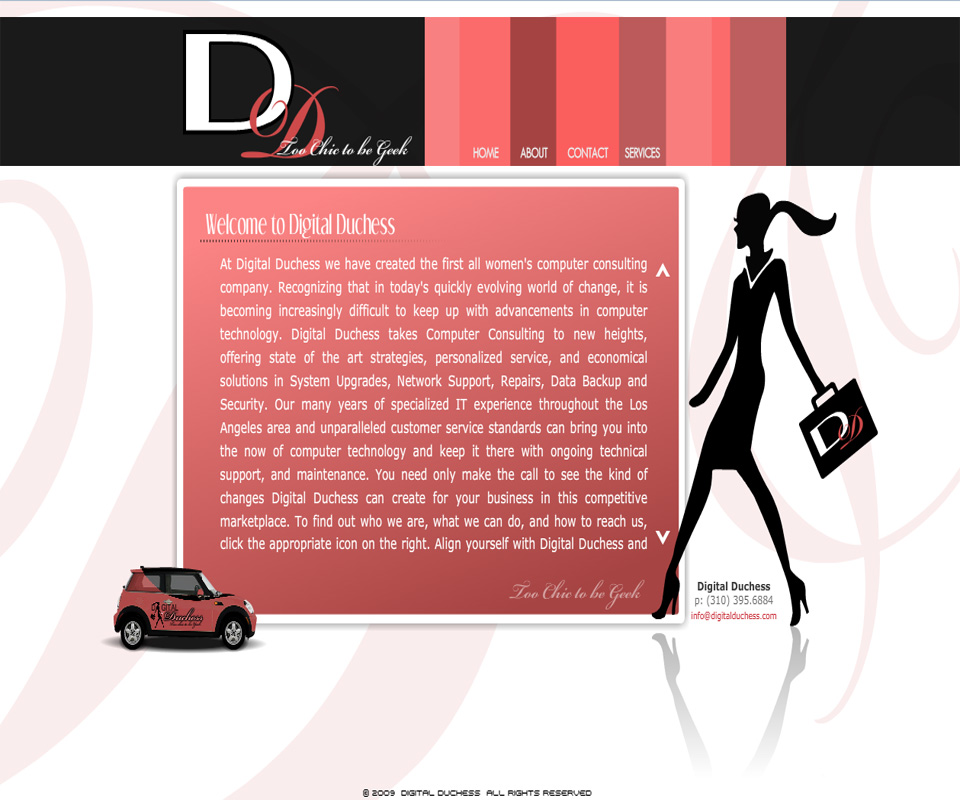 D
D
Too Chic to be Geek
HOME ABOUT CONTACT SERVICES
Welcome to Digital Duchess
At Digital Duchess we have created the first all women's computer consulting
company. Recognizing that in today's quickly evolving world of change, it is
becoming increasingly difficult to keep up with advancements in computer
technology. Digital Duchess takes Computer Consulting to new heights,
offering state of the art strategies, personalized service, and economical
solutions in System Upgrades, Network Support, Repairs, Data Backup and
Security. Our many years of specialized IT experience throughout the Los
Angeles area and unparalleled customer service standards can bring you into
the now of computer technology and keep it there with ongoing technical
support, and maintenance. You need only make the call to see the kind of
changes Digital Duchess can create for your business in this competitive
marketplace. To find out who we are, what we can do, and how to reach us,
click the appropriate icon on the right. Align yourself with Digital Duchess and
Too Chic to be Geek
DD
GITAL
Duchess
Digital Duchess
p: (310) 395.6884
info@digitalduchess.com
© 2009 DIGITAL DUCHESS ALL RIGHTS RESERVED